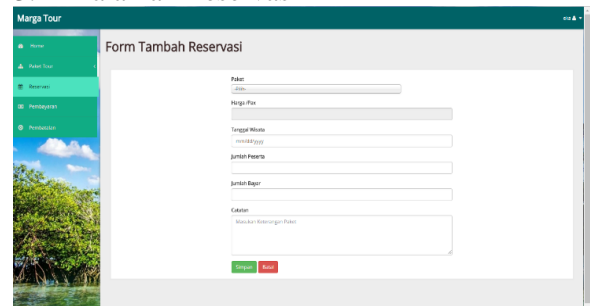 Marga Tour
Home
Form Tambah Reservasi
Paket Tour
Reservasi
Pembayaran
Pembatalan
Paket
-Pilih-
Harga /Pax
Tanggal Wisata
mm/dd/yyyy
Jumlah Peserta
Jumlah Bayar
Catatan
Masukan Keterangan Paket
Simpan Batal